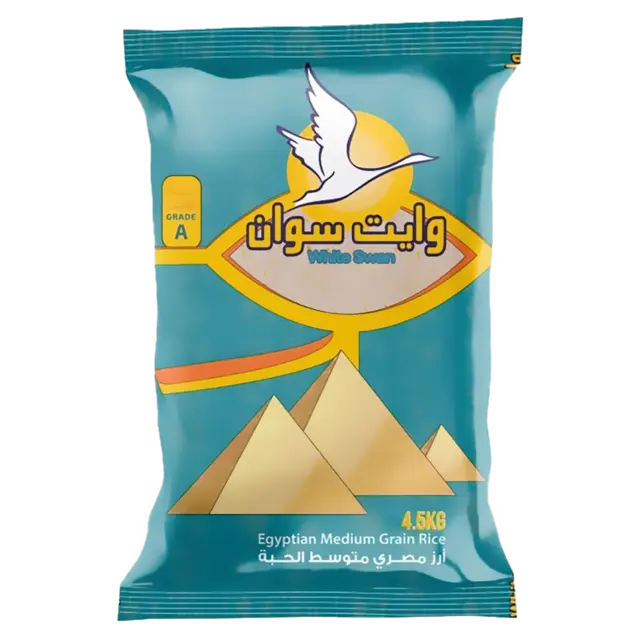 GRADE
A
وايت سوان
White Swan
4.5KG
Egyptian Medium Grain Rice
أرز مصري متوسط الحبة